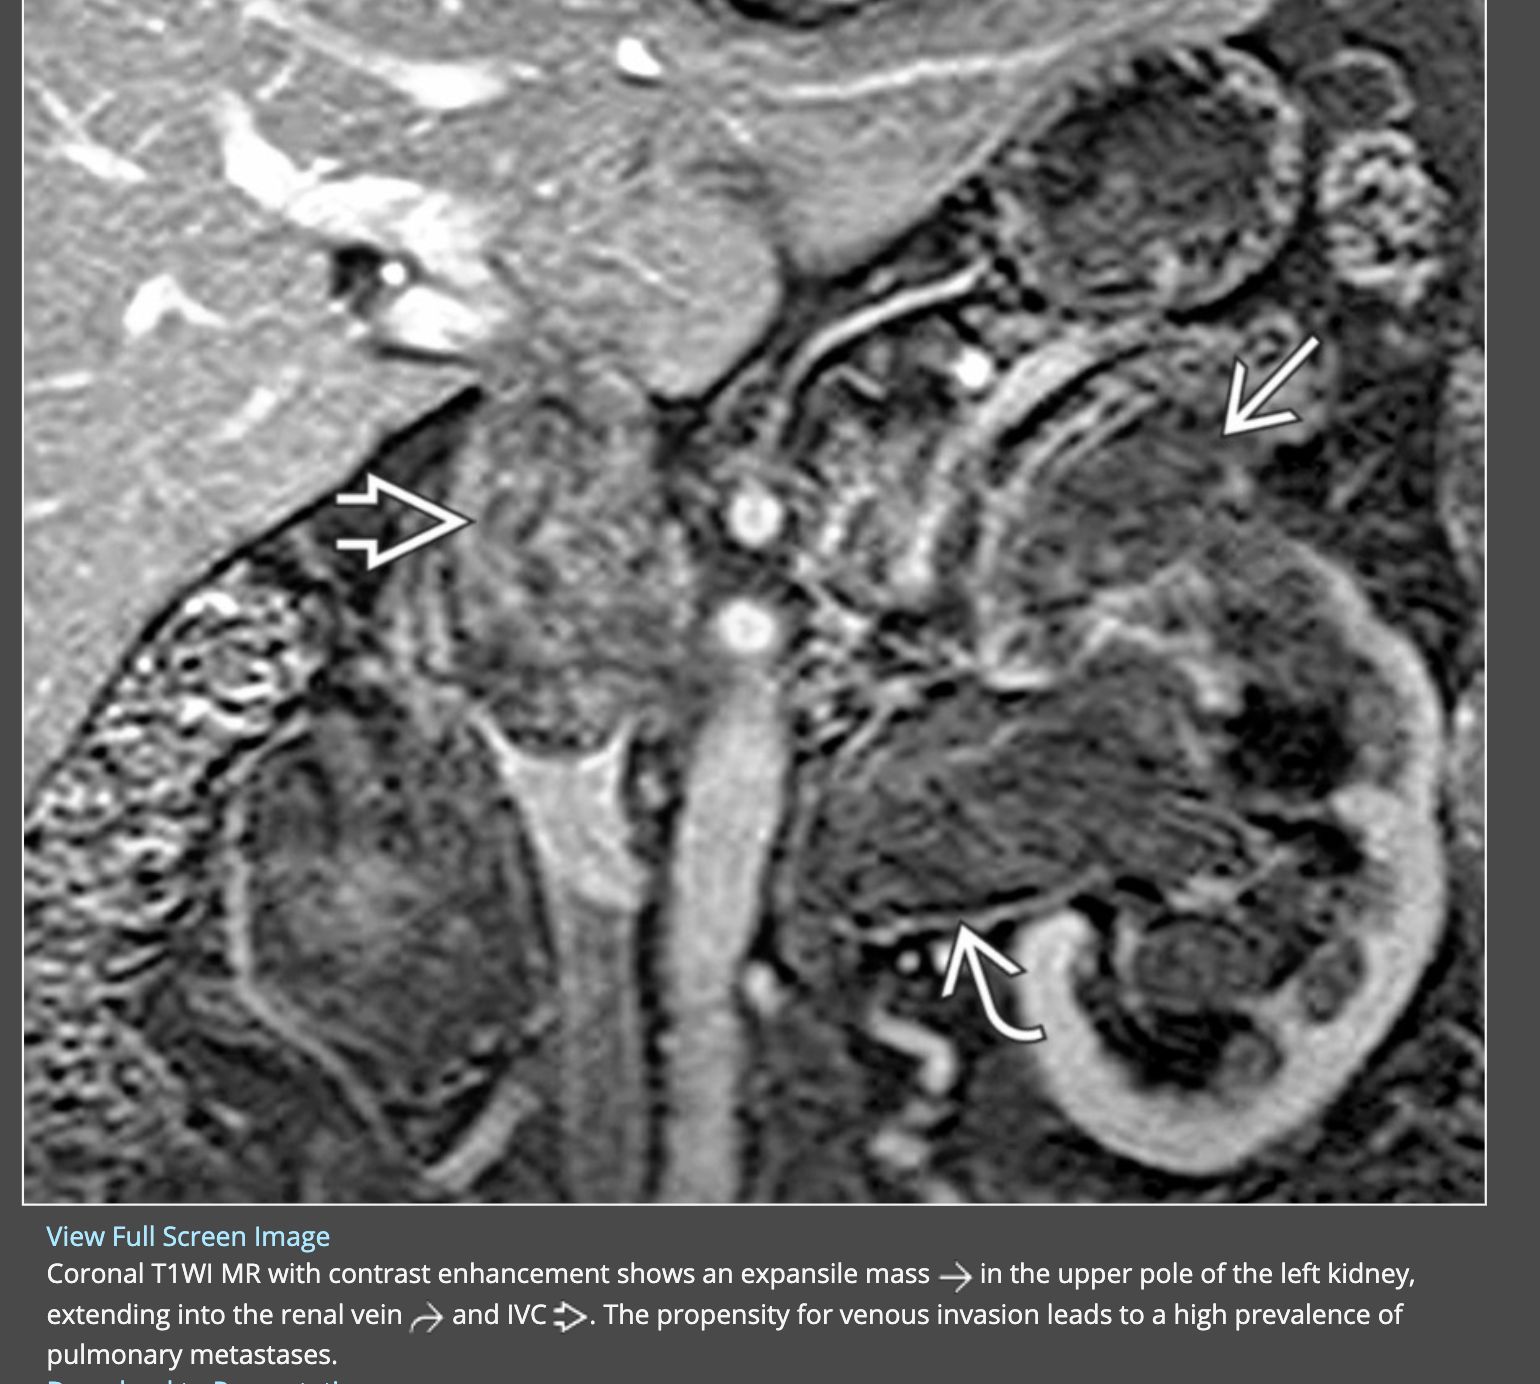 View Full Screen Image
Coronal T1WI MR with contrast enhancement shows an expansile mass → in the upper pole of the left kidney,
extending into the renal vein and IVC. The propensity for venous invasion leads to a high prevalence of
pulmonary metastases.